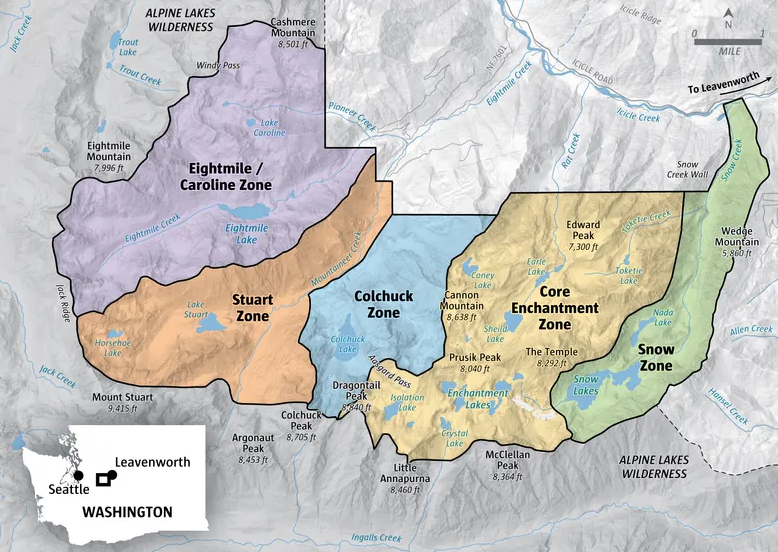 ALPINE LAKES
WILDERNESS
Cashmere
Mountain
8,501 ft
Jack Creek
Trout
Lake
Trout Creek
Windy Pass
Icicle Ridge
N
0 1
MILE
NF 7601
ICICLE ROAD
To Leavenworth
Eightmile Creek
Icicle Creek
Pioneer Creek
Lake
Caroline
Eightmile
Mountain
7,996 ft
Eightmile /
Caroline Zone
Rat Creek
Snow
Creek Wall
Snow Creek
Eightmile Creek
Eightmile
Lake
Mountaineer Creek
Edward
Peak
7,300 ft
Toketie Creek
Wedge
Mountain
5,860 ft
Jack Ridge
Coney
Lake
Earle
Lake
Toketie
Lake
Stuart
Zone
Lake
Stuart
Colchuck
Zone
Cannon
Mountain
8,638 ft
Core
Enchantment
Zone
Sheila
Lake
Nada
Lake
Allen Creek
Horseshoe
Lake
Colchuck
Lake
Aasgard Pass
Prusik Peak
8,040 ft
The Temple
8,292 ft
Snow
Zone
Jack Creek
Mount Stuart
9,415 ft
Dragontail
Peak
8,840 ft
Isolation
Lake
Enchantment
Lakes
Snow
Lakes
Hansel Creek
Colchuck
Peak
8,705 ft
Argonaut
Peak
8,453 ft
Crystal
Lake
Little
Annapurna
8,460 ft
McClellan
Peak
8,364 ft
ALPINE LAKES
WILDERNESS
Leavenworth
Seattle
WASHINGTON
Ingalls Creek